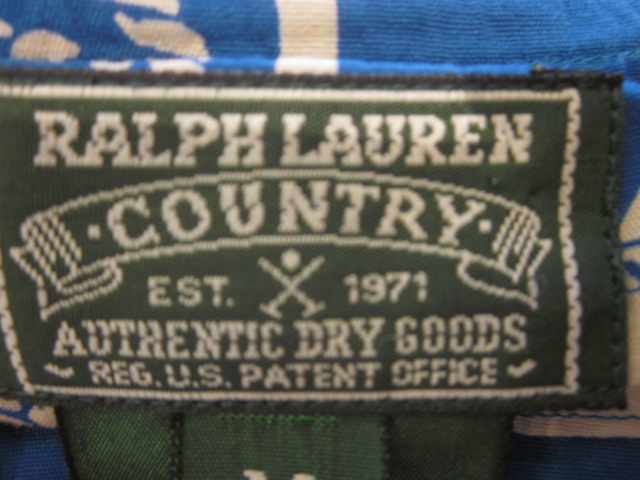 RALPH LAUREN
·COUNTRY·
EST. 1971
AUTHENTIC DRY GOODS
REG. U.S. PATENT OFFICE